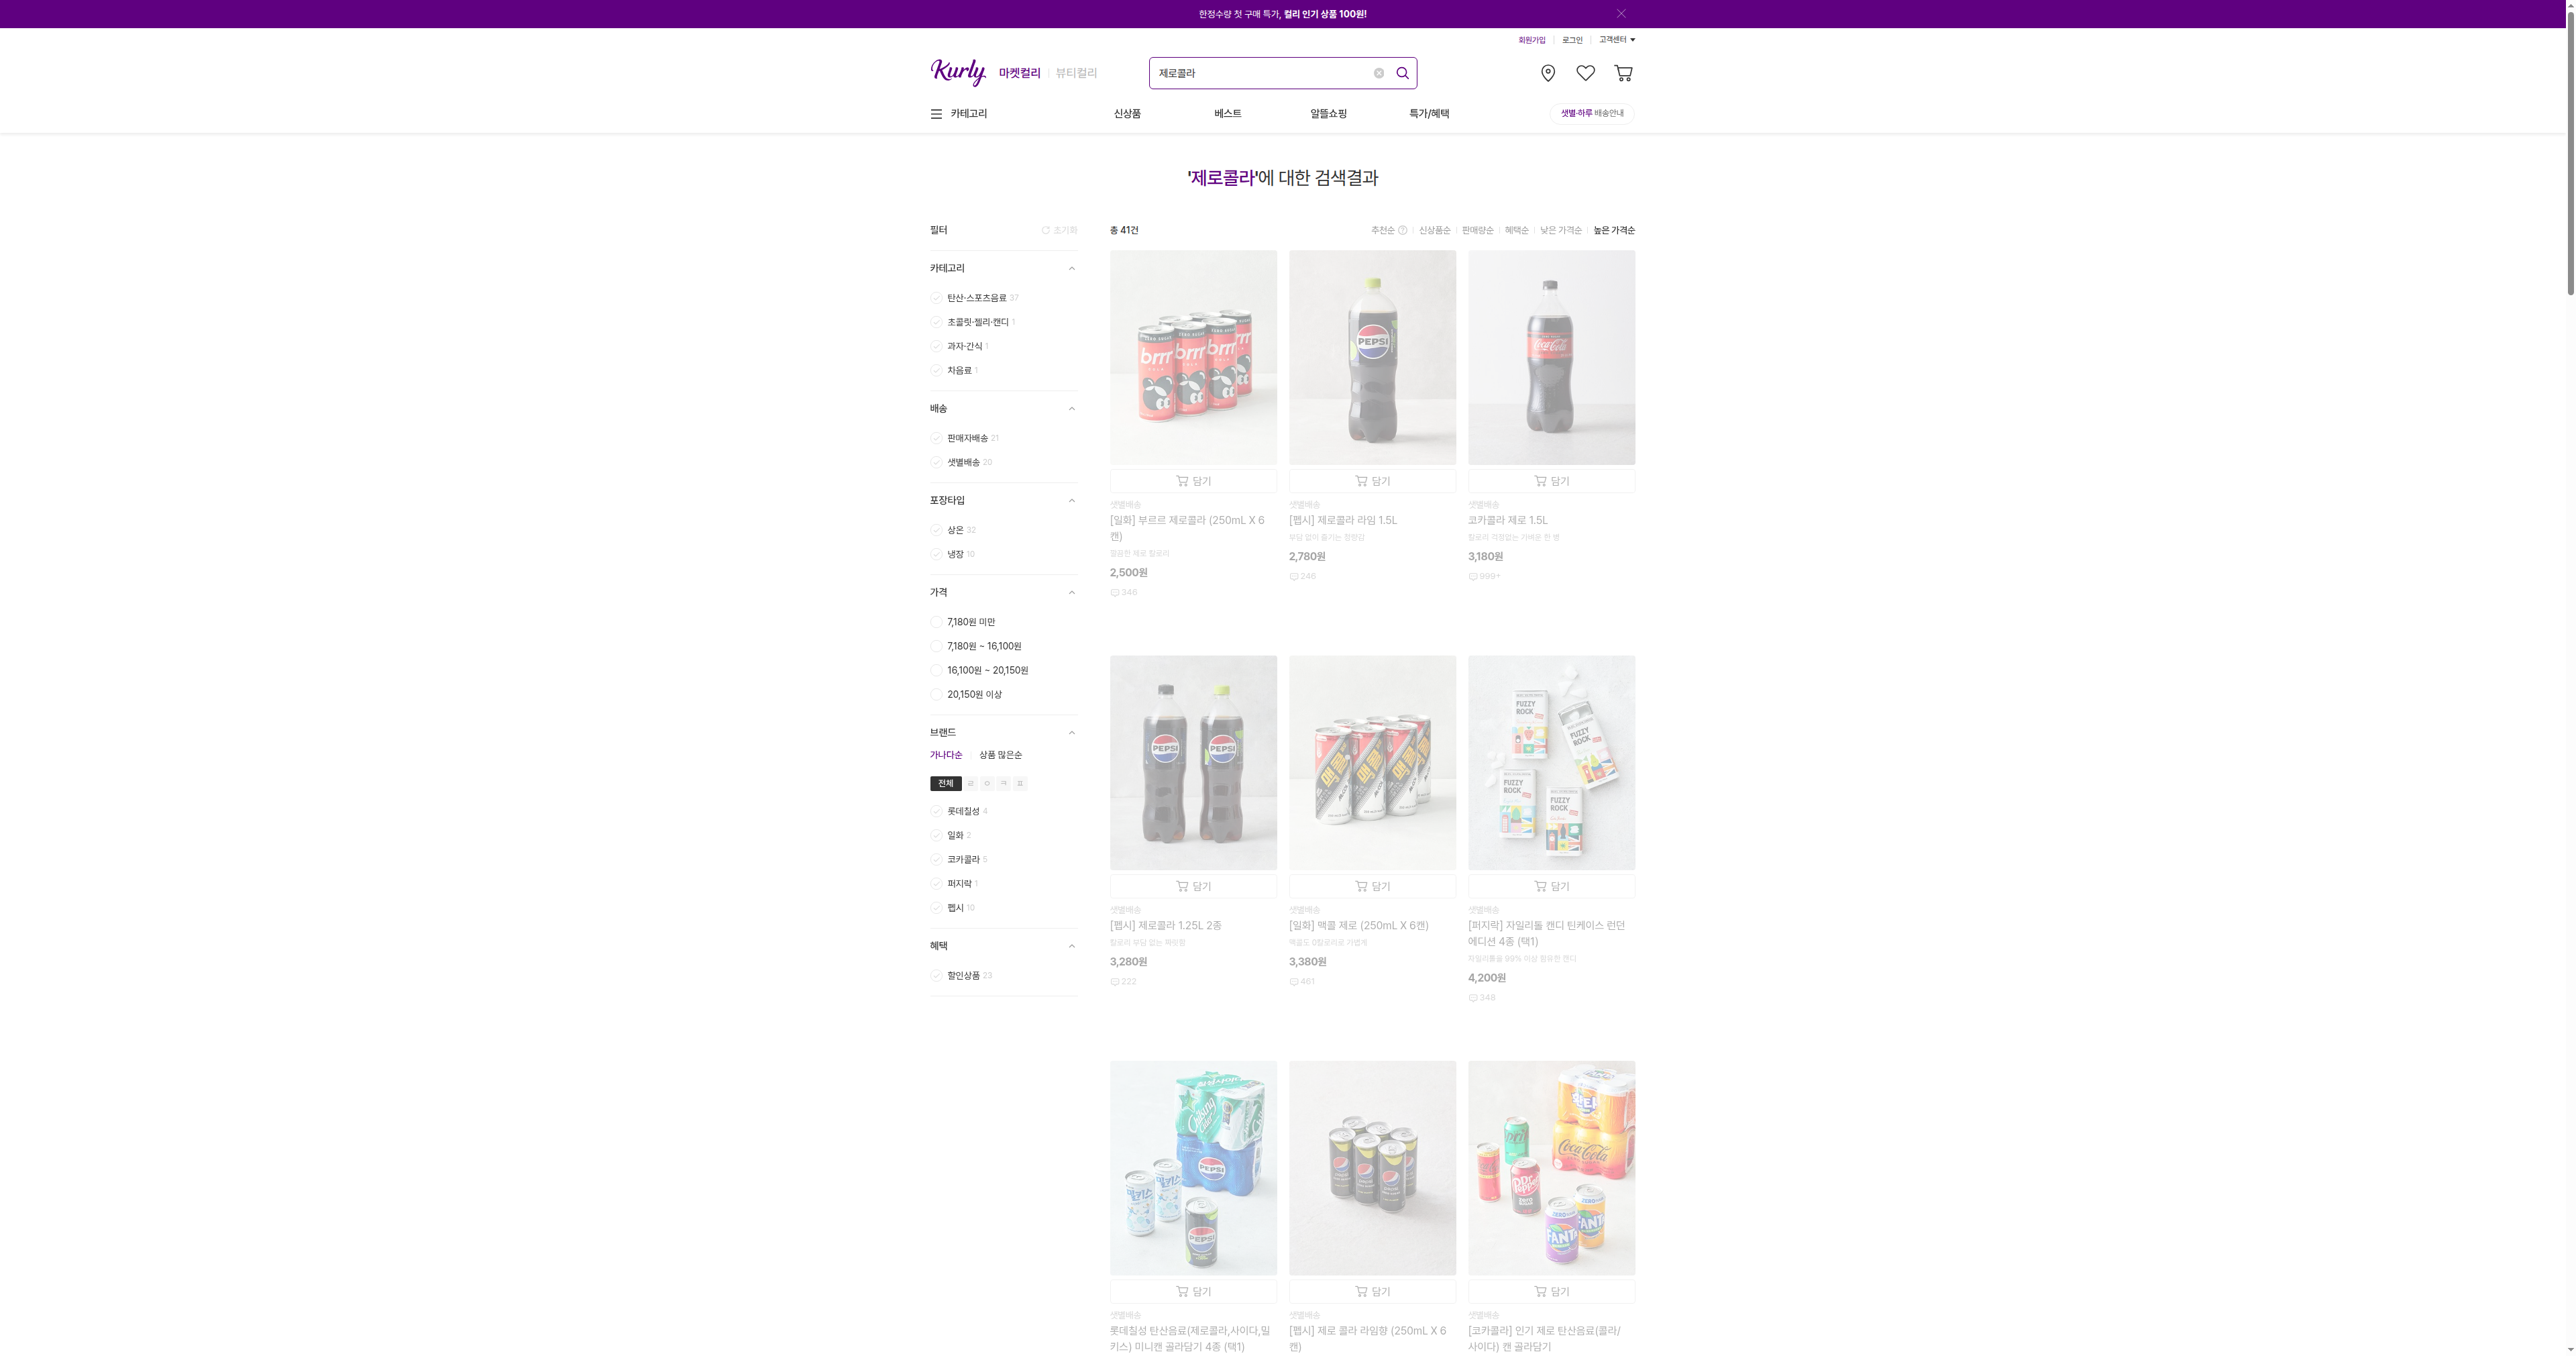 한정수량 첫 구매 특가, 컬리 인기 상품 100원!
회원가입 로그인 고객센터
Kurly 마켓컬리 뷰티컬리
제로콜라
카테고리 신상품 베스트 알뜰쇼핑 특가/혜택 샛별·하루 배송안내
'제로콜라'에 대한 검색결과
필터 초기화
카테고리
탄산·스포츠음료 37
초콜릿·젤리·캔디 1
과자·간식 1
차음료 1
배송
판매자배송 21
샛별배송 20
포장타입
상온 32
냉장 10
가격
7,180원 미만
7,180원 ~ 16,100원
16,100원 ~ 20,150원
20,150원 이상
브랜드
가나다순 상품 많은순
전체 ㄹ ㅇ ㅋ ㅍ
롯데칠성 4
일화 2
코카콜라 5
퍼지락 1
펩시 10
혜택
할인상품 23
총 41건
추천순 신상품순 판매량순 혜택순 낮은 가격순 높은 가격순
담기
샛별배송
[일화] 부르르 제로콜라 (250mL X 6
캔)
깔끔한 제로 칼로리
2,500원
346
담기
샛별배송
[펩시] 제로콜라 라임 1.5L
부담 없이 즐기는 청량감
2,780원
246
담기
샛별배송
코카콜라 제로 1.5L
칼로리 걱정없는 가벼운 한 병
3,180원
999+
담기
샛별배송
[펩시] 제로콜라 1.25L 2종
칼로리 부담 없는 짜릿함
3,280원
222
담기
샛별배송
[일화] 맥콜 제로 (250mL X 6캔)
맥콜도 0칼로리로 가볍게
3,380원
461
담기
샛별배송
[퍼지락] 자일리톨 캔디 틴케이스 런던
에디션 4종 (택1)
자일리톨을 99% 이상 함유한 캔디
4,200원
348
담기
샛별배송
롯데칠성 탄산음료(제로콜라,사이다,밀
키스) 미니캔 골라담기 4종 (택1)
담기
샛별배송
[펩시] 제로 콜라 라임향 (250mL X 6
캔)
담기
샛별배송
[코카콜라] 인기 제로 탄산음료(콜라/
사이다) 캔 골라담기